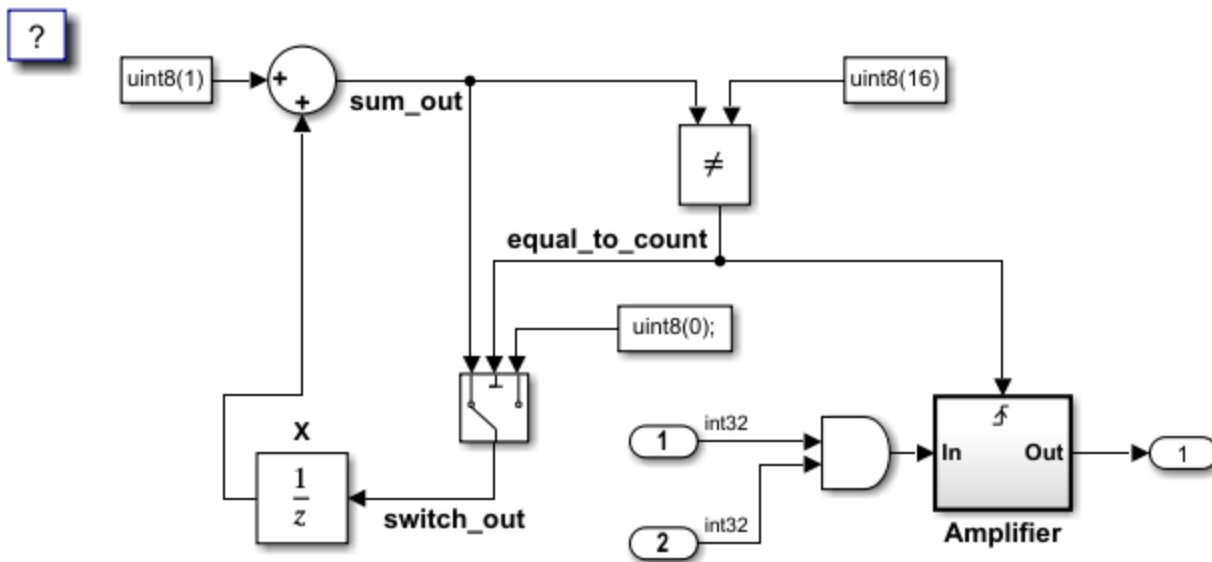 ?
uint8(1)
+
+
sum_out
uint8(16)
≠
equal_to_count
uint8(0);
X
1
z
switch_out
1
int32
2
int32
In
Out
Amplifier
1